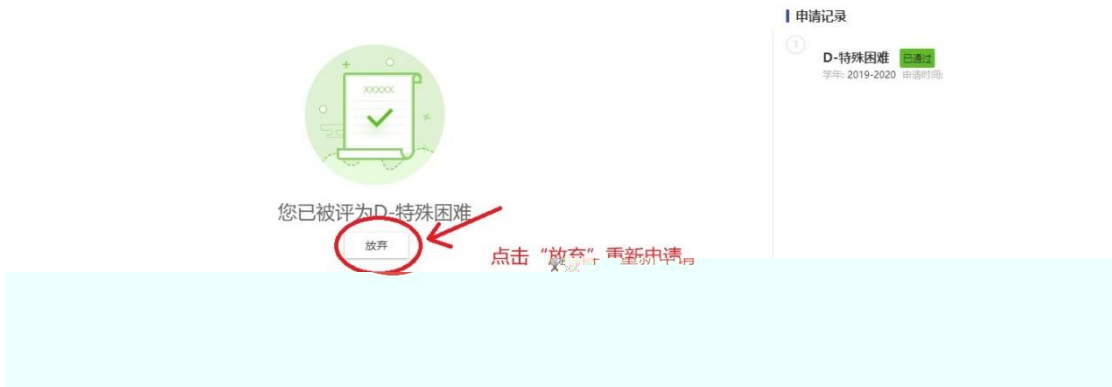 申请记录
1
D-特殊困难 已通过
学年: 2019-2020 申请时间:
XXXXX
您已被评为D-特殊困难
放弃
点击“放弃”重新申请